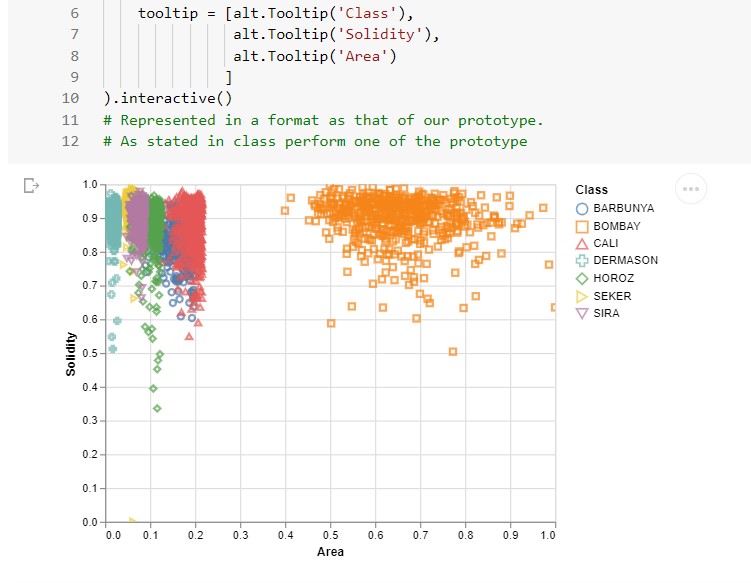 6 tooltip = [alt.Tooltip('Class'),
7 alt.Tooltip('Solidity'),
8 alt.Tooltip('Area')
9 ]
10 ).interactive()
11 # Represented in a format as that of our prototype.
12 # As stated in class perform one of the prototype
Class
BARBUNYA
BOMBAY
CALI
DERMASON
HOROZ
SEKER
SIRA
1.0
0.9
0.8
0.7
0.6
0.5
0.4
0.3
0.2
0.1
0.0
Solidity
0.0 0.1 0.2 0.3 0.4 0.5 0.6 0.7 0.8 0.9 1.0
Area